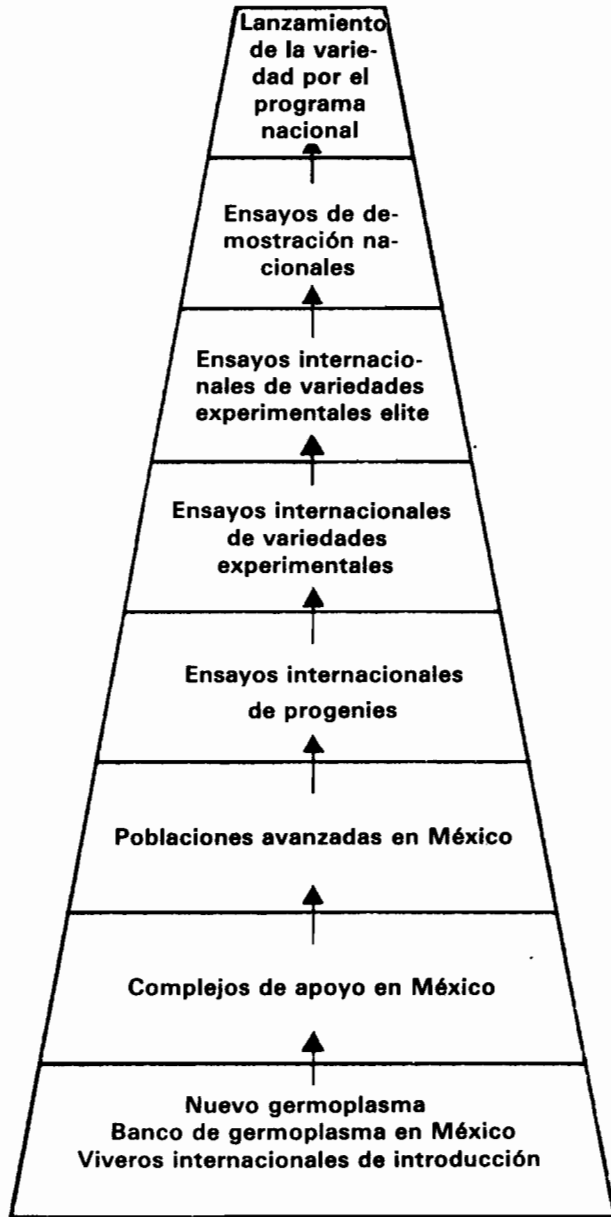 Lanzamiento
de la varie-
dad por el
programa
nacional
Ensayos de de-
mostración na-
cionales
Ensayos internacio-
nales de variedades
experimentales elite
Ensayos internacionales
de variedades
experimentales
Ensayos internacionales
de progenies
Poblaciones avanzadas en México
Complejos de apoyo en México
Nuevo germoplasma
Banco de germoplasma en México
Viveros internacionales de introducción